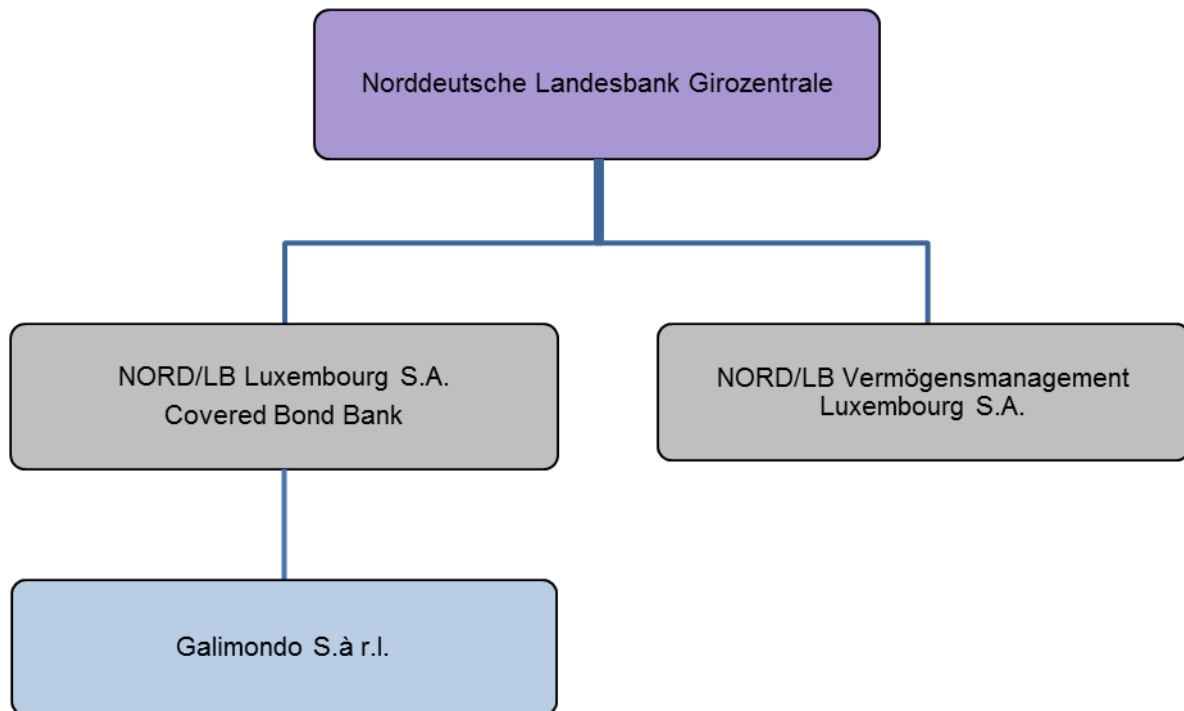 Norddeutsche Landesbank Girozentrale
NORD/LB Luxembourg S.A.
Covered Bond Bank
NORD/LB Vermögensmanagement
Luxembourg S.A.
Galimondo S.à r.l.